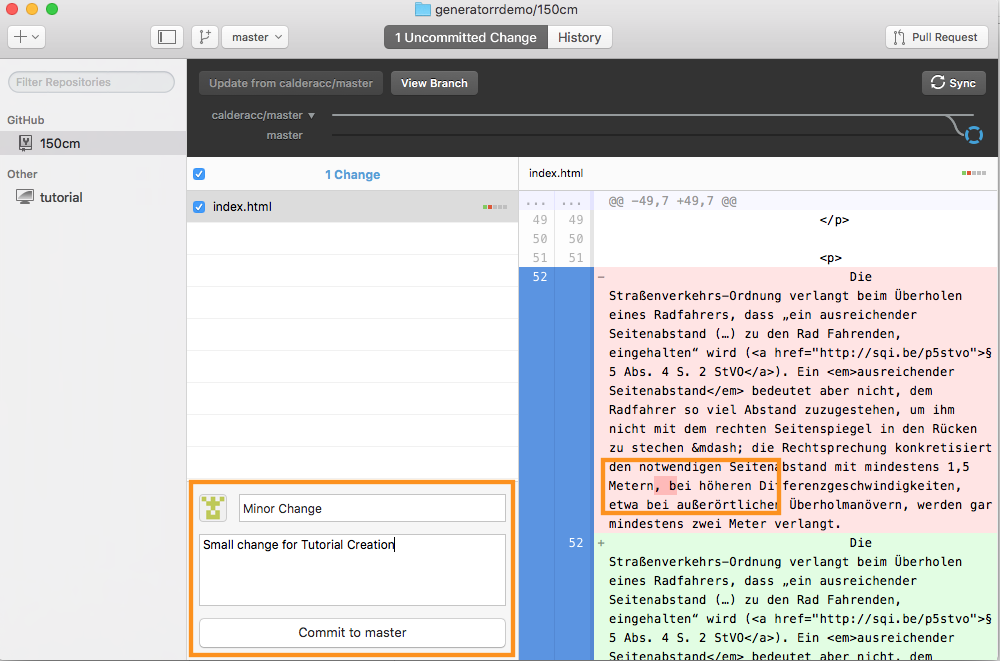 generatorrdemo/150cm
master
1 Uncommitted Change
History
Pull Request
Filter Repositories
GitHub
150cm
Other
tutorial
Update from calderacc/master
View Branch
Sync
calderacc/master
master
1 Change
index.html
Minor Change
Small change for Tutorial Creation
Commit to master
index.html
... ... @@ -49,7 +49,7 @@
49 49 </p>
50 50
51 51 <p>
52 - Die
Straßenverkehrs-Ordnung verlangt beim Überholen
eines Radfahrers, dass „ein ausreichender
Seitenabstand (…) zu den Rad Fahrenden,
eingehalten“ wird (<a href="http://sqi.be/p5stvo">§
5 Abs. 4 S. 2 StVO</a>). Ein <em>ausreichender
Seitenabstand</em> bedeutet aber nicht, dem
Radfahrer so viel Abstand zuzugestehen, um ihm
nicht mit dem rechten Seitenspiegel in den Rücken
zu stechen &mdash; die Rechtsprechung konkretisiert
den notwendigen Seitenabstand mit mindestens 1,5
Metern, bei höheren Differenzgeschwindigkeiten,
etwa bei außerörtlichen Überholmanövern, werden gar
mindestens zwei Meter verlangt.
52 + Die
Straßenverkehrs-Ordnung verlangt beim Überholen
eines Radfahrers, dass „ein ausreichender
Seitenabstand (…) zu den Rad Fahrenden,
eingehalten“ wird (<a href="http://sqi.be/p5stvo">§
5 Abs. 4 S. 2 StVO</a>). Ein <em>ausreichender
Seitenabstand</em> bedeutet aber nicht, dem